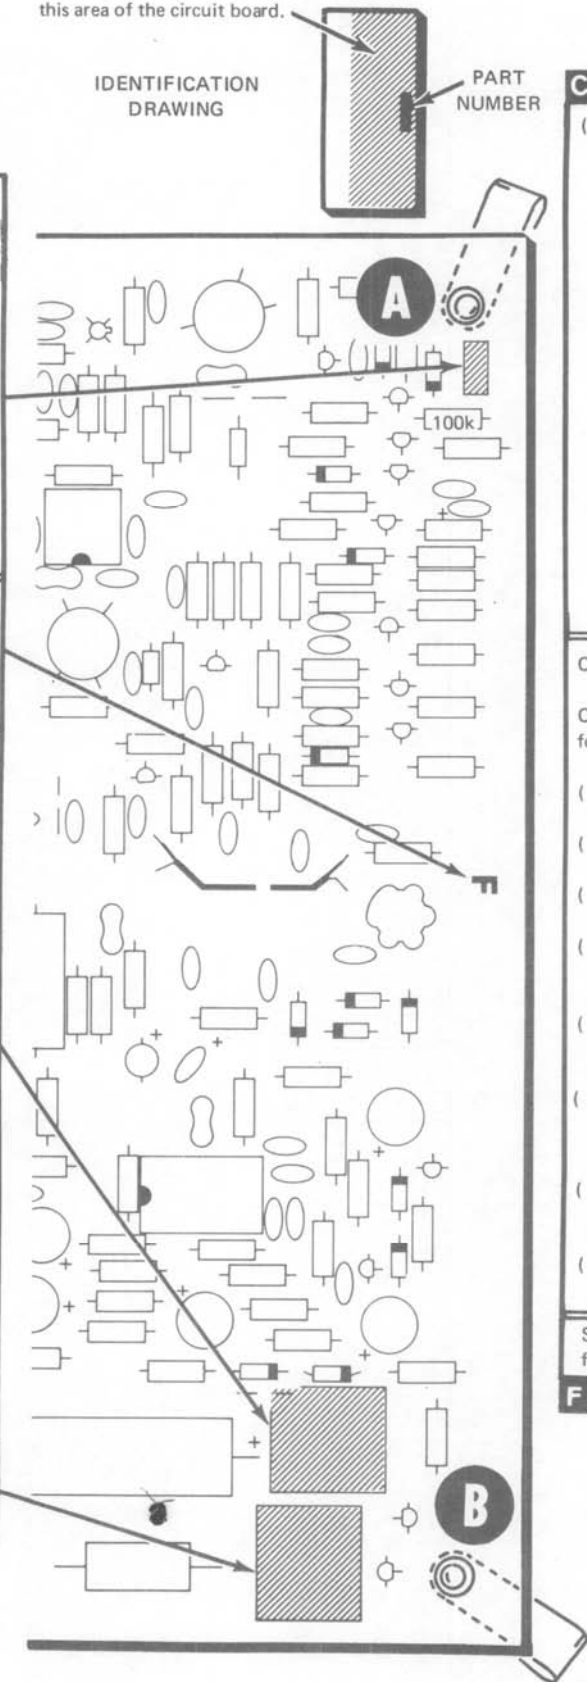 this area of the circuit board.
IDENTIFICATION
DRAWING
PART
NUMBER
C
(
A
100k
+
C
C
f
(
(
(
(
F
+
+
(
(
+
(
+
+
+
(
+
S
f
F
+
B